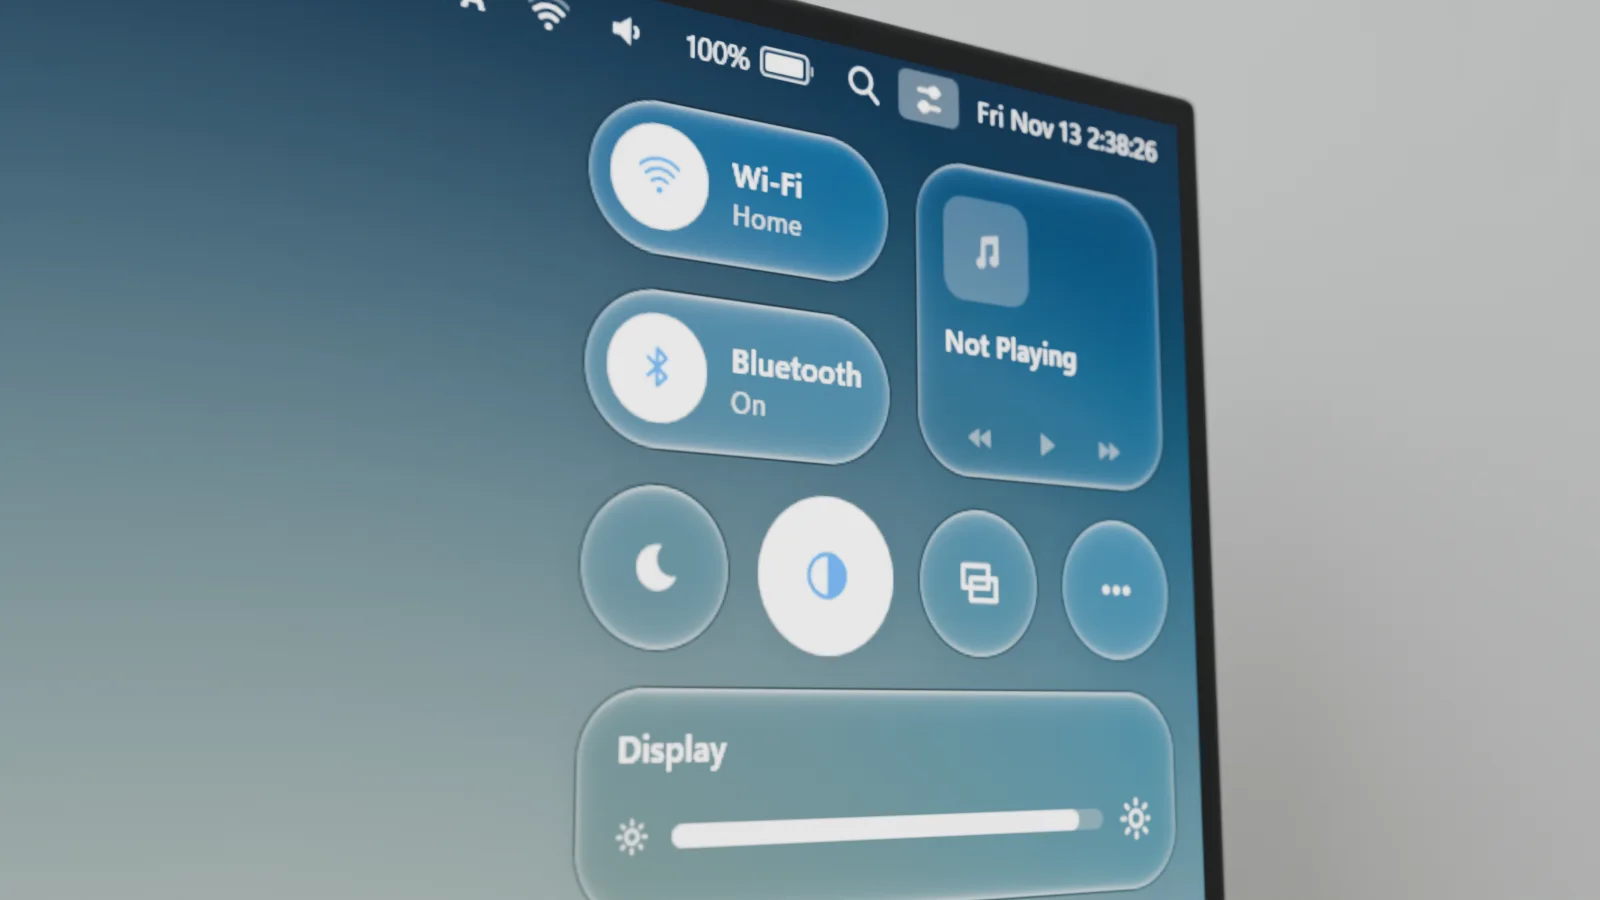 100%
Fri Nov 13 2:38:26
Wi-Fi
Home
Not Playing
Bluetooth
On
Display